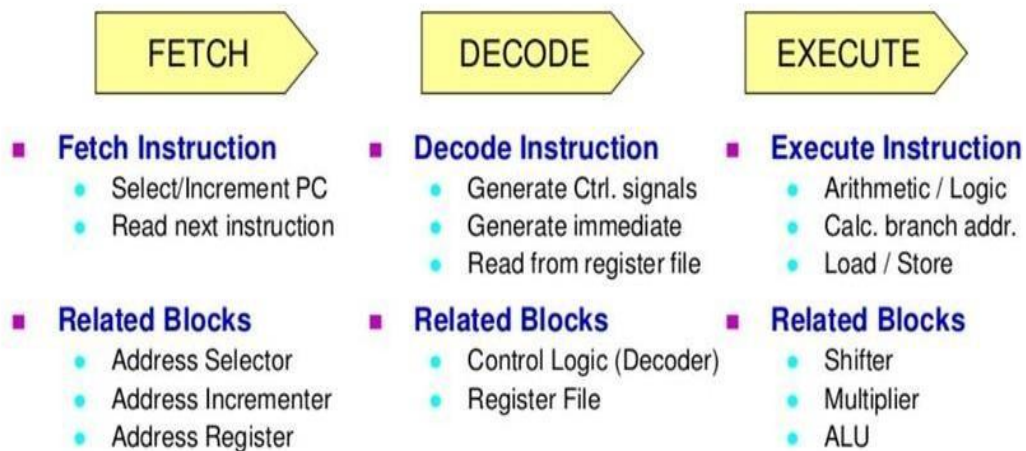 FETCH
DECODE
EXECUTE
Fetch Instruction
Select/Increment PC
Read next instruction
Related Blocks
Address Selector
Address Incrementer
Address Register
Decode Instruction
Generate Ctrl. signals
Generate immediate
Read from register file
Related Blocks
Control Logic (Decoder)
Register File
Execute Instruction
Arithmetic / Logic
Calc. branch addr.
Load / Store
Related Blocks
Shifter
Multiplier
ALU